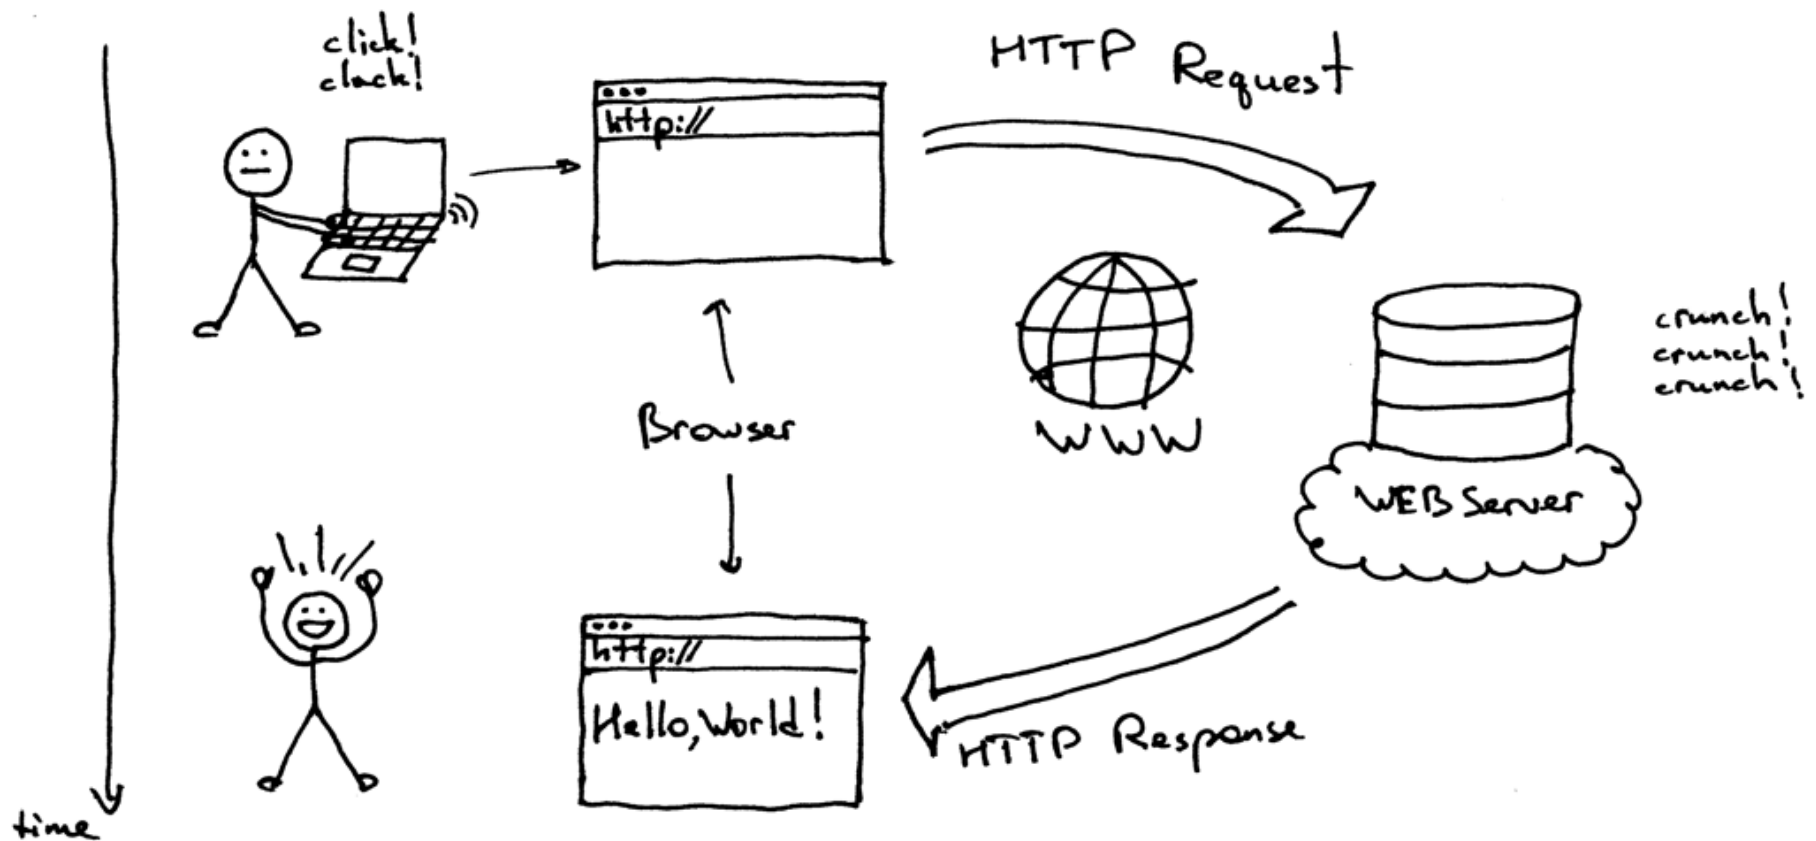 click!
clack!
http://
HTTP Request
crunch!
crunch!
crunch!
Browser
WWW
WEB Server
http://
Hello, World!
HTTP Response
time